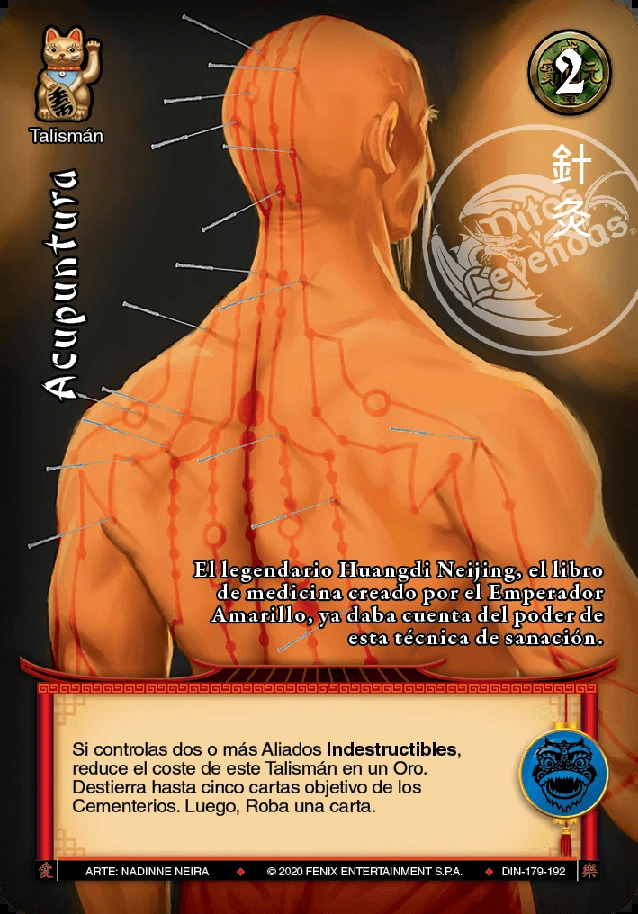 2
Talismán
Acupuntura
針
灸
Mitos
y
Leyendas
El legendario Huangdi Neijing, el libro
de medicina creado por el Emperador
Amarillo, ya daba cuenta del poder de
esta técnica de sanación.
Si controlas dos o más Aliados Indestructibles,
reduce el coste de este Talismán en un Oro.
Destierra hasta cinco cartas objetivo de los
Cementerios. Luego, Roba una carta.
愛 ARTE: NADINNE NEIRA ♦ © 2020 FENIX ENTERTAINMENT S.P.A. ♦ DIN-179-192 樂